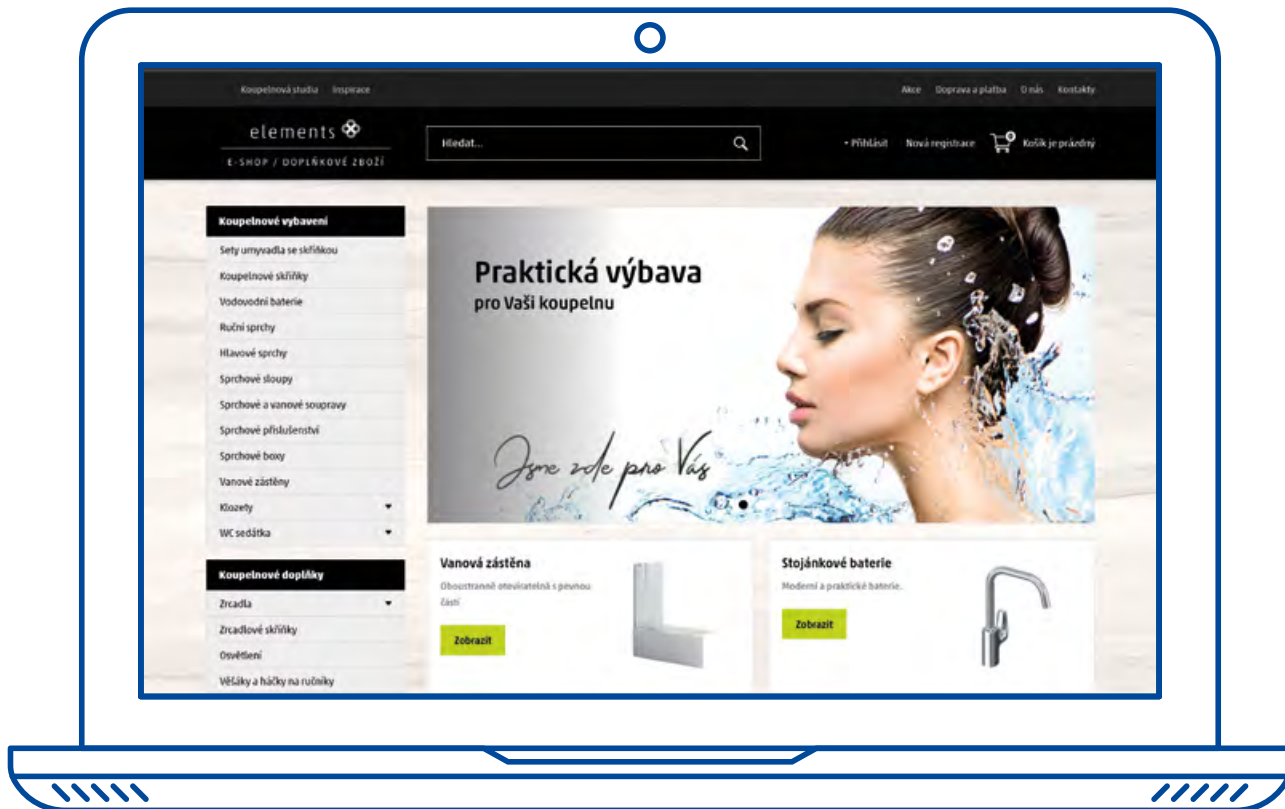 Koupelnová studia Inspirace
Akce Doprava a platba O nás Kontakty
elements
E-SHOP / DOPLŇKOVÉ ZBOŽÍ
Hledat...
Přihlásit Nová registrace 0 Košík je prázdný
Koupelnové vybavení
Sety umyvadla se skříňkou
Koupelnové skříňky
Vodovodní baterie
Ruční sprchy
Hlavové sprchy
Sprchové sloupy
Sprchové a vanové soupravy
Sprchové příslušenství
Sprchové boxy
Vanové zástěny
Klozety
WC sedátka
Koupelnové doplňky
Zrcadla
Zrcadlové skříňky
Osvětlení
Věšáky a háčky na ručníky
Praktická výbava
pro Vaši koupelnu
Jsme zde pro Vás
Vanová zástěna
Oboustranně otevíratelná s pevnou
částí
Zobrazit
Stojánkové baterie
Moderní a praktické baterie.
Zobrazit